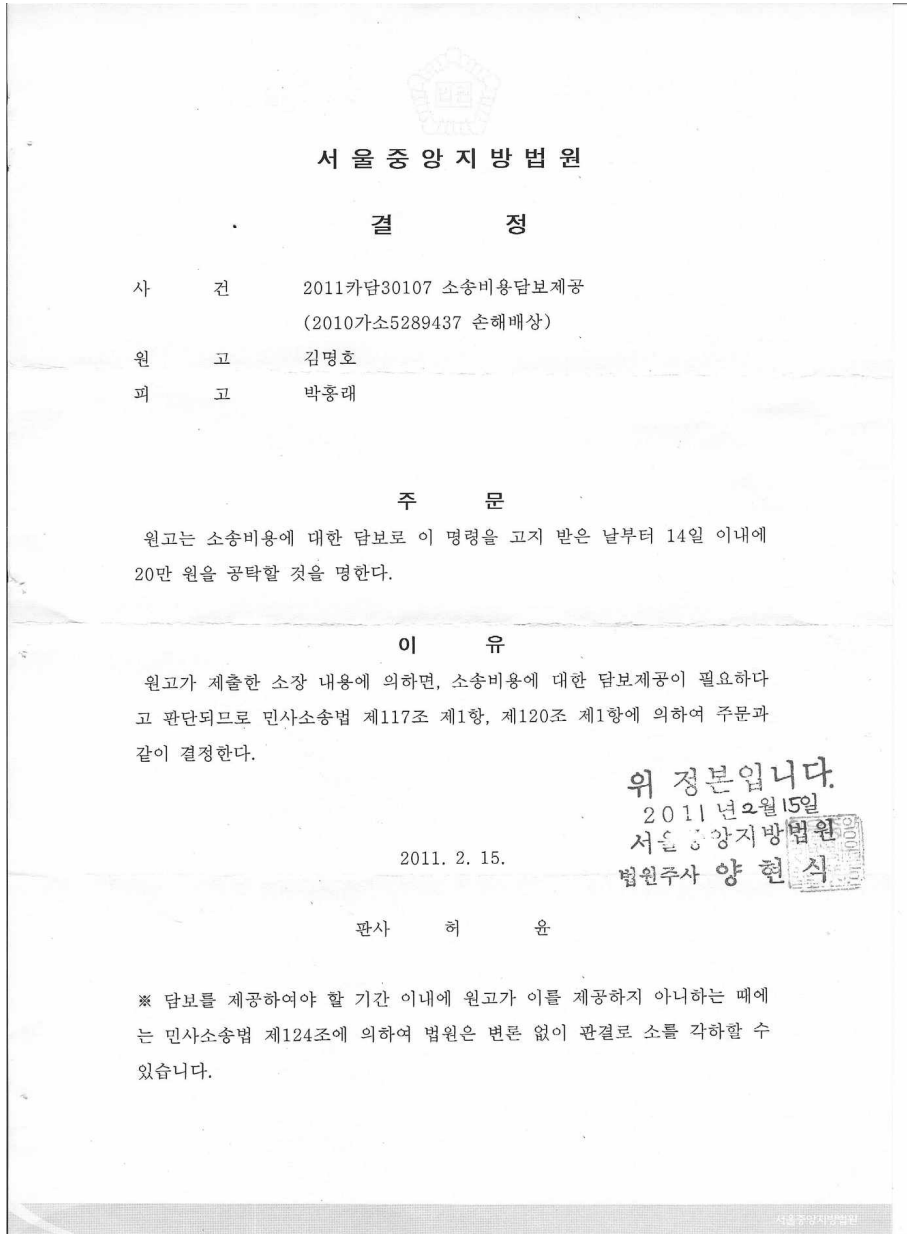 법원
서 울 중 앙 지 방 법 원
결 정
사 건 2011카담30107 소송비용담보제공
(2010가소5289437 손해배상)
원 고 김명호
피 고 박홍래
주 문
원고는 소송비용에 대한 담보로 이 명령을 고지 받은 날부터 14일 이내에
20만 원을 공탁할 것을 명한다.
이 유
원고가 제출한 소장 내용에 의하면, 소송비용에 대한 담보제공이 필요하다
고 판단되므로 민사소송법 제117조 제1항, 제120조 제1항에 의하여 주문과
같이 결정한다.
위 정본입니다.
2011년2월15일
서울중앙지방법원
법원주사 양 현 식
2011. 2. 15.
판사 허 윤
※ 담보를 제공하여야 할 기간 이내에 원고가 이를 제공하지 아니하는 때에
는 민사소송법 제124조에 의하여 법원은 변론 없이 판결로 소를 각하할 수
있습니다.
서울중앙지방법원